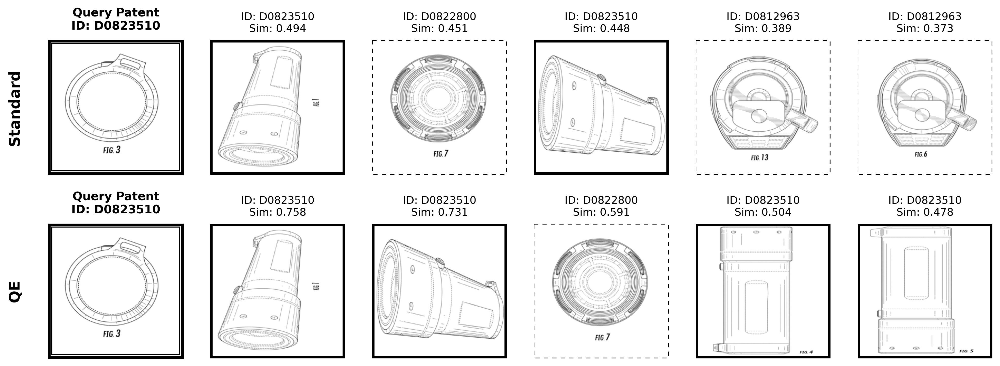 Query Patent
ID: D0823510
ID: D0823510
Sim: 0.494
ID: D0822800
Sim: 0.451
ID: D0823510
Sim: 0.448
ID: D0812963
Sim: 0.389
ID: D0812963
Sim: 0.373
Standard
FIG. 3
FIG. 1
FIG. 7
FIG. 13
FIG. 6
Query Patent
ID: D0823510
ID: D0823510
Sim: 0.758
ID: D0823510
Sim: 0.731
ID: D0822800
Sim: 0.591
ID: D0823510
Sim: 0.504
ID: D0823510
Sim: 0.478
QE
FIG. 3
FIG. 1
FIG. 7
FIG. 4
FIG. 5